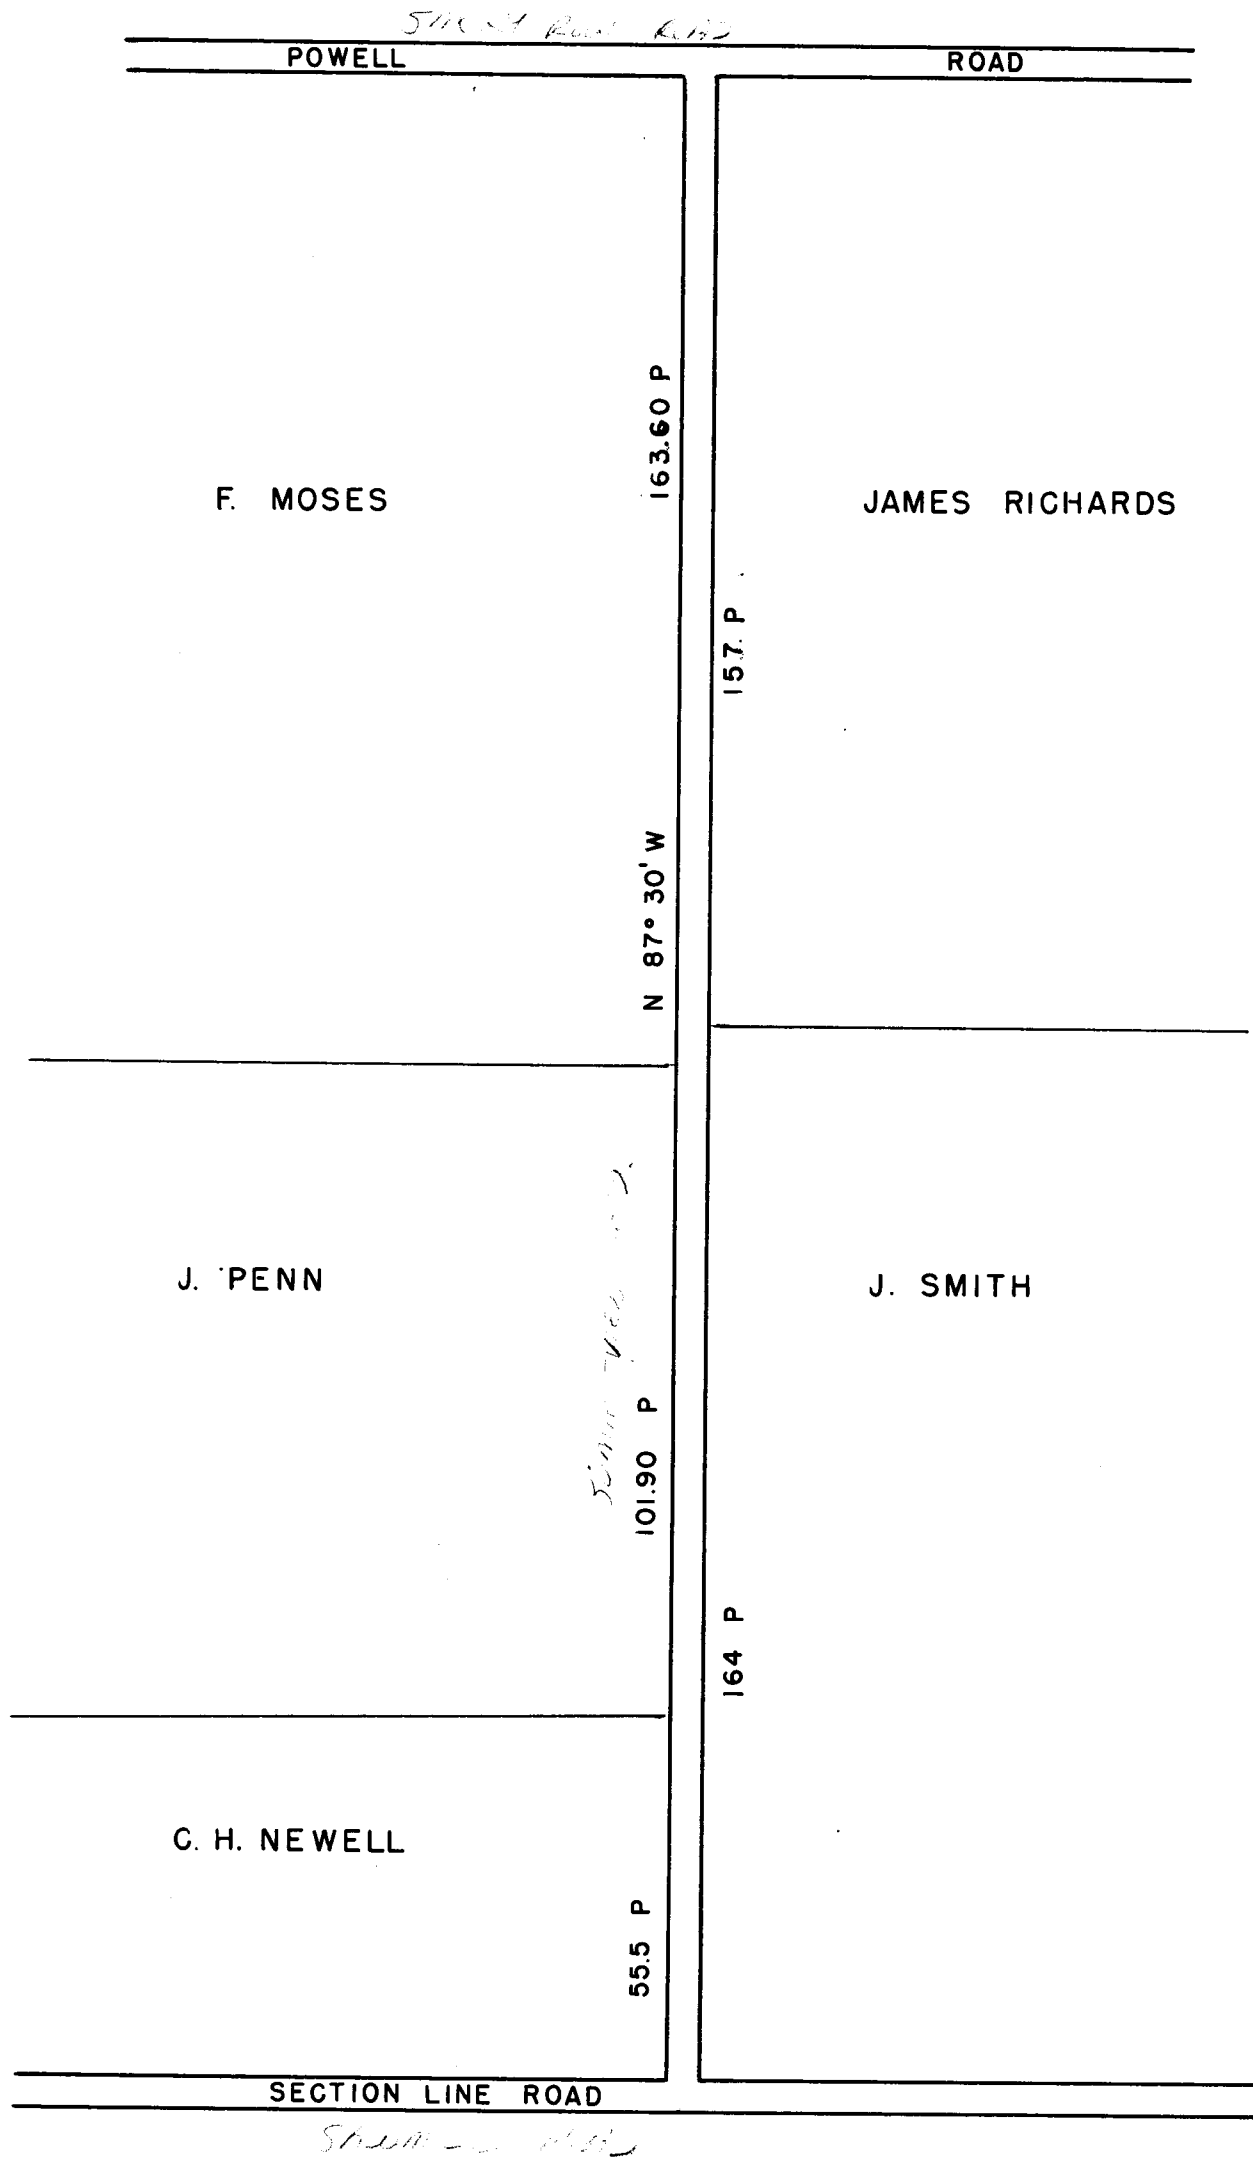 POWELL ROAD
163.60 P
F. MOSES
JAMES RICHARDS
157. P
N 87° 30' W
J. PENN
J. SMITH
101.90 P
164 P
C. H. NEWELL
55.5 P
SECTION LINE ROAD